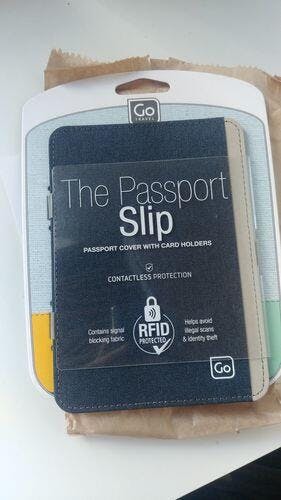 Go
TRAVEL
The Passport
Slip
PASSPORT COVER WITH CARD HOLDERS
CONTACTLESS PROTECTION
Contains signal
blocking fabric
RFID
PROTECTED
Helps avoid
illegal scans
& identity theft
Go